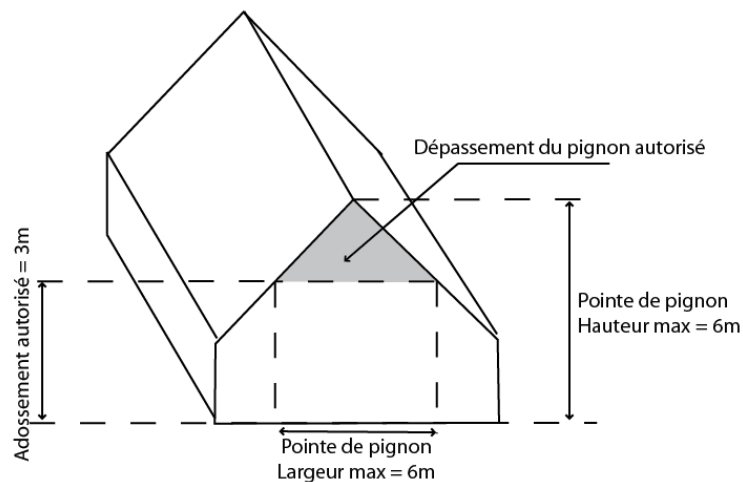 Dépassement du pignon autorisé
Adossement autorisé = 3m
Pointe de pignon
Hauteur max = 6m
Pointe de pignon
Largeur max = 6m